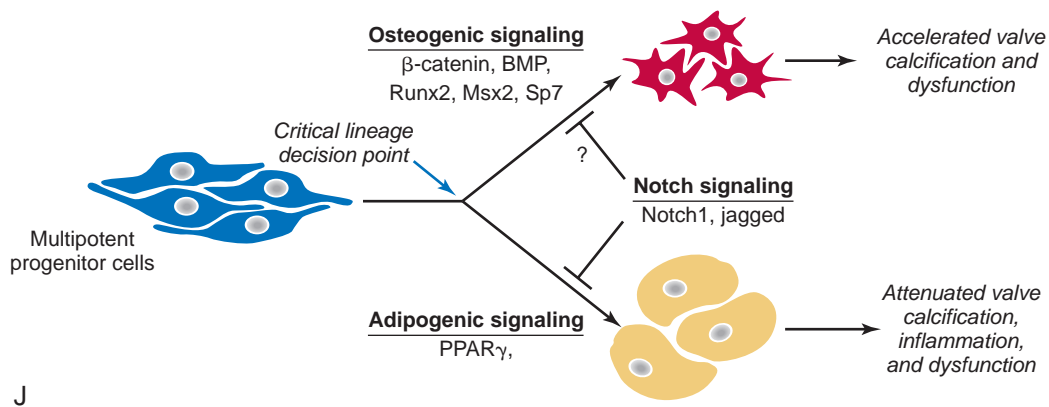 Osteogenic signaling
β-catenin, BMP,
Runx2, Msx2, Sp7
Accelerated valve
calcification and
dysfunction
Critical lineage
decision point
?
Notch signaling
Notch1, jagged
Multipotent
progenitor cells
Adipogenic signaling
PPARγ,
Attenuated valve
calcification,
inflammation,
and dysfunction
J